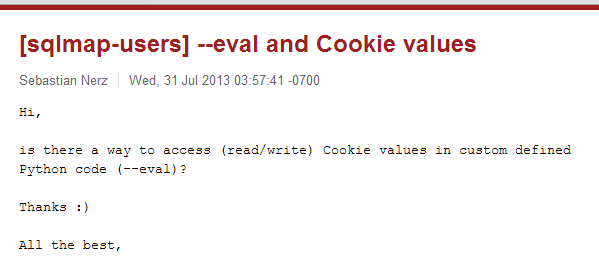 [sqlmap-users] --eval and Cookie values
Sebastian Nerz Wed, 31 Jul 2013 03:57:41 -0700
Hi,
is there a way to access (read/write) Cookie values in custom defined
Python code (--eval)?
Thanks :)
All the best,